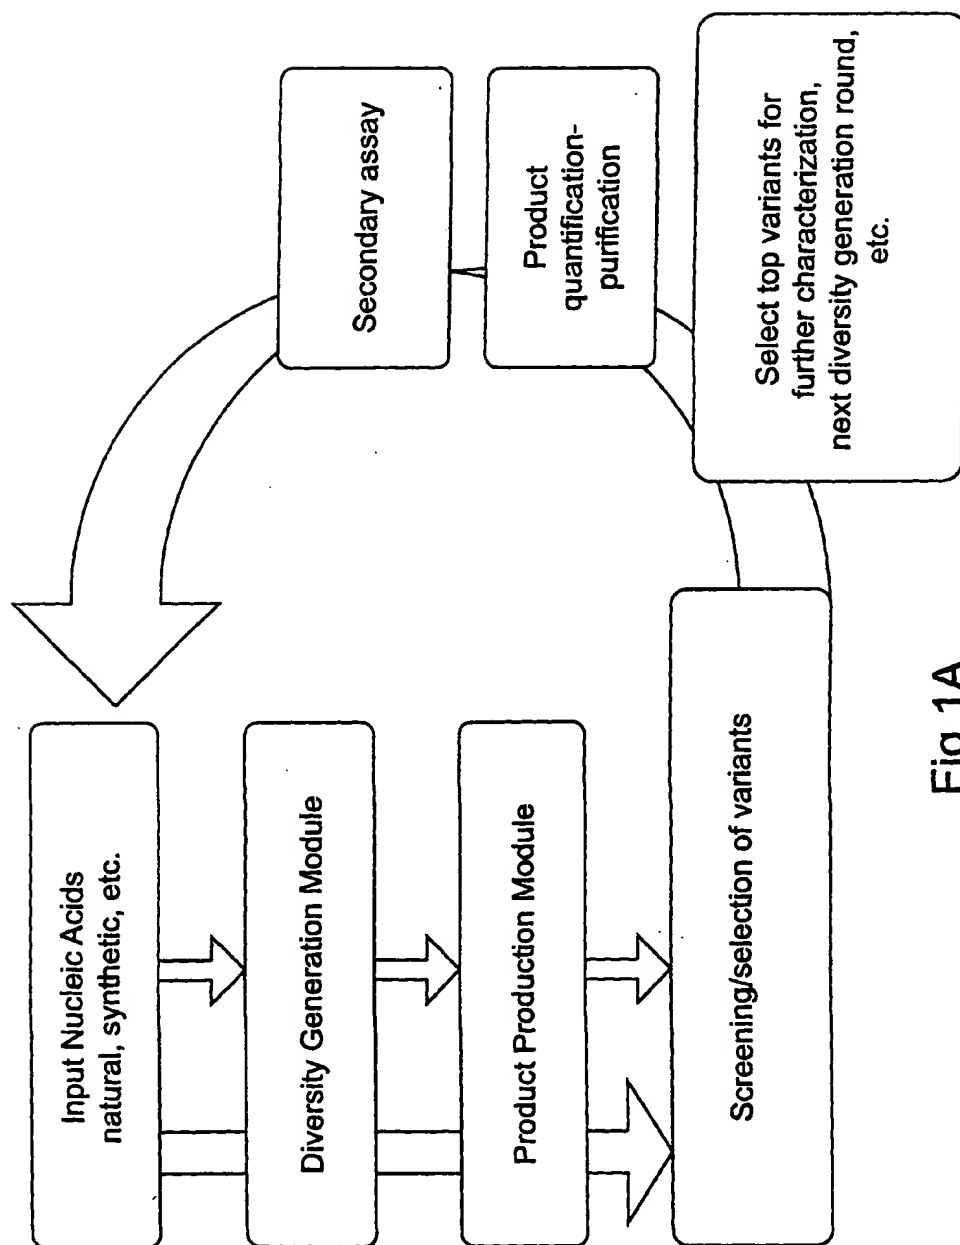 Input Nucleic Acids
natural, synthetic, etc.
Diversity Generation Module
Product Production Module
Screening/selection of variants
Secondary assay
Product
quantification-
purification
Select top variants for
further characterization,
next diversity generation round,
etc.
Fig 1A